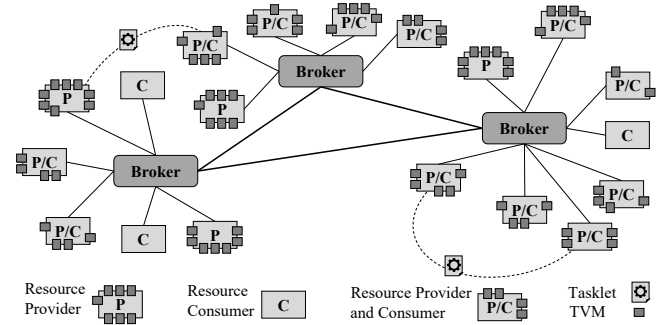 P/C
P/C
P/C
P/C
P/C
Broker
P
P
C
P
P/C
Broker
C
Broker
P/C
P/C
P/C
P/C
P/C
C
P
P/C
Resource
Provider
P
Resource
Consumer
C
Resource Provider
and Consumer
P/C
Tasklet
TVM